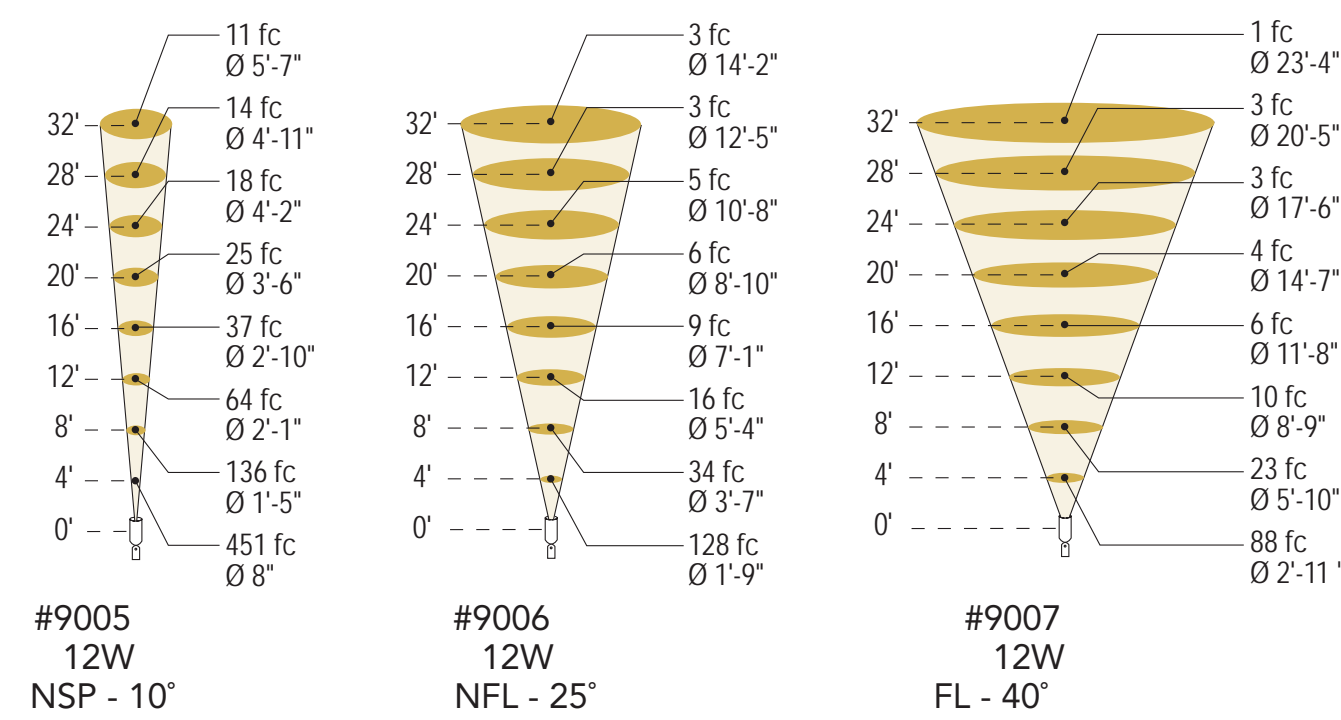 11 fc
Ø 5'-7"
14 fc
Ø 4'-11"
18 fc
Ø 4'-2"
25 fc
Ø 3'-6"
37 fc
Ø 2'-10"
64 fc
Ø 2'-1"
136 fc
Ø 1'-5"
451 fc
Ø 8"
32'
28'
24'
20'
16'
12'
8'
4'
0'
#9005
12W
NSP - 10°
3 fc
Ø 14'-2"
3 fc
Ø 12'-5"
5 fc
Ø 10'-8"
6 fc
Ø 8'-10"
9 fc
Ø 7'-1"
16 fc
Ø 5'-4"
34 fc
Ø 3'-7"
128 fc
Ø 1'-9"
32'
28'
24'
20'
16'
12'
8'
4'
0'
#9006
12W
NFL - 25°
1 fc
Ø 23'-4"
3 fc
Ø 20'-5"
3 fc
Ø 17'-6"
4 fc
Ø 14'-7"
6 fc
Ø 11'-8"
10 fc
Ø 8'-9"
23 fc
Ø 5'-10"
88 fc
Ø 2'-11 '
32'
28'
24'
20'
16'
12'
8'
4'
0'
#9007
12W
FL - 40°